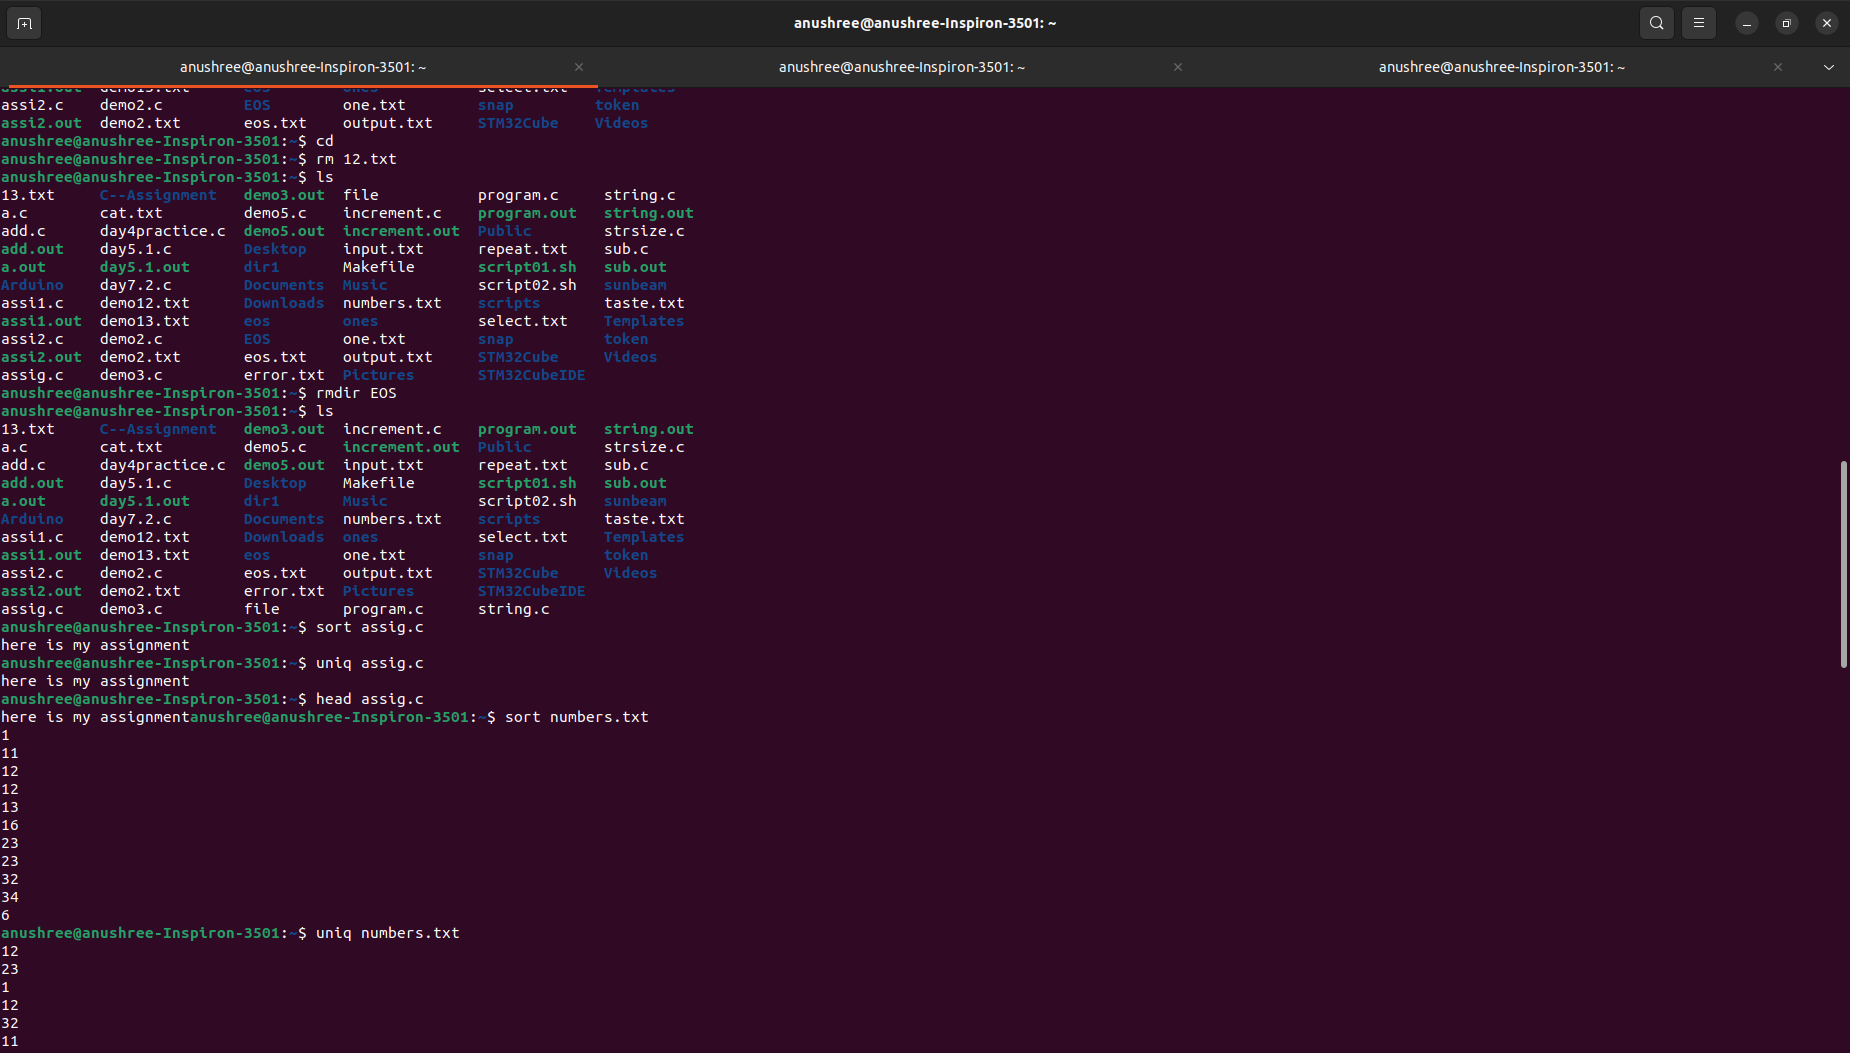 anushree@anushree-Inspiron-3501: ~
anushree@anushree-Inspiron-3501: ~ anushree@anushree-Inspiron-3501: ~ anushree@anushree-Inspiron-3501: ~
assi1.out demo13.txt eos ones select.txt Templates
assi2.c demo2.c EOS one.txt snap token
assi2.out demo2.txt eos.txt output.txt STM32Cube Videos
anushree@anushree-Inspiron-3501:~$ cd
anushree@anushree-Inspiron-3501:~$ rm 12.txt
anushree@anushree-Inspiron-3501:~$ ls
13.txt C--Assignment demo3.out file program.c string.c
a.c cat.txt demo5.c increment.c program.out string.out
add.c day4practice.c demo5.out increment.out Public strsize.c
add.out day5.1.c Desktop input.txt repeat.txt sub.c
a.out day5.1.out dir1 Makefile script01.sh sub.out
Arduino day7.2.c Documents Music script02.sh sunbeam
assi1.c demo12.txt Downloads numbers.txt scripts taste.txt
assi1.out demo13.txt eos ones select.txt Templates
assi2.c demo2.c EOS one.txt snap token
assi2.out demo2.txt eos.txt output.txt STM32Cube Videos
assig.c demo3.c error.txt Pictures STM32CubeIDE
anushree@anushree-Inspiron-3501:~$ rmdir EOS
anushree@anushree-Inspiron-3501:~$ ls
13.txt C--Assignment demo3.out increment.c program.out string.out
a.c cat.txt demo5.c increment.out Public strsize.c
add.c day4practice.c demo5.out input.txt repeat.txt sub.c
add.out day5.1.c Desktop Makefile script01.sh sub.out
a.out day5.1.out dir1 Music script02.sh sunbeam
Arduino day7.2.c Documents numbers.txt scripts taste.txt
assi1.c demo12.txt Downloads ones select.txt Templates
assi1.out demo13.txt eos one.txt snap token
assi2.c demo2.c eos.txt output.txt STM32Cube Videos
assi2.out demo2.txt error.txt Pictures STM32CubeIDE
assig.c demo3.c file program.c string.c
anushree@anushree-Inspiron-3501:~$ sort assig.c
here is my assignment
anushree@anushree-Inspiron-3501:~$ uniq assig.c
here is my assignment
anushree@anushree-Inspiron-3501:~$ head assig.c
here is my assignmentanushree@anushree-Inspiron-3501:~$ sort numbers.txt
1
11
12
12
13
16
23
23
32
34
6
anushree@anushree-Inspiron-3501:~$ uniq numbers.txt
12
23
1
12
32
11